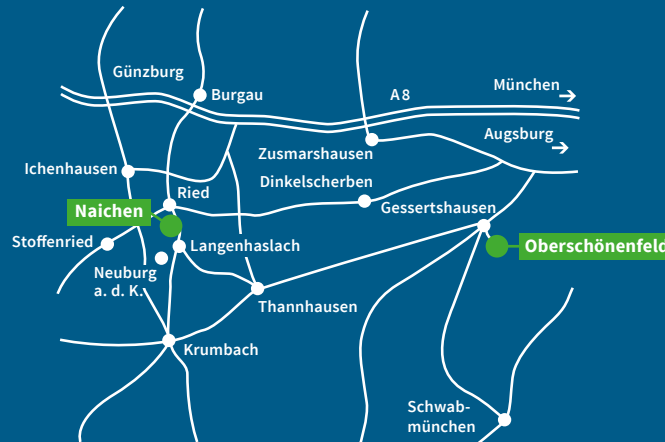 Günzburg
Burgau
A 8
München
Augsburg
Zusmarshausen
Ichenhausen
Dinkelscherben
Ried
Gessertshausen
Naichen
Stoffenried
Langenhaslach
Oberschönenfeld
Neuburg
a. d. K.
Thannhausen
Krumbach
Schwab-
münchen